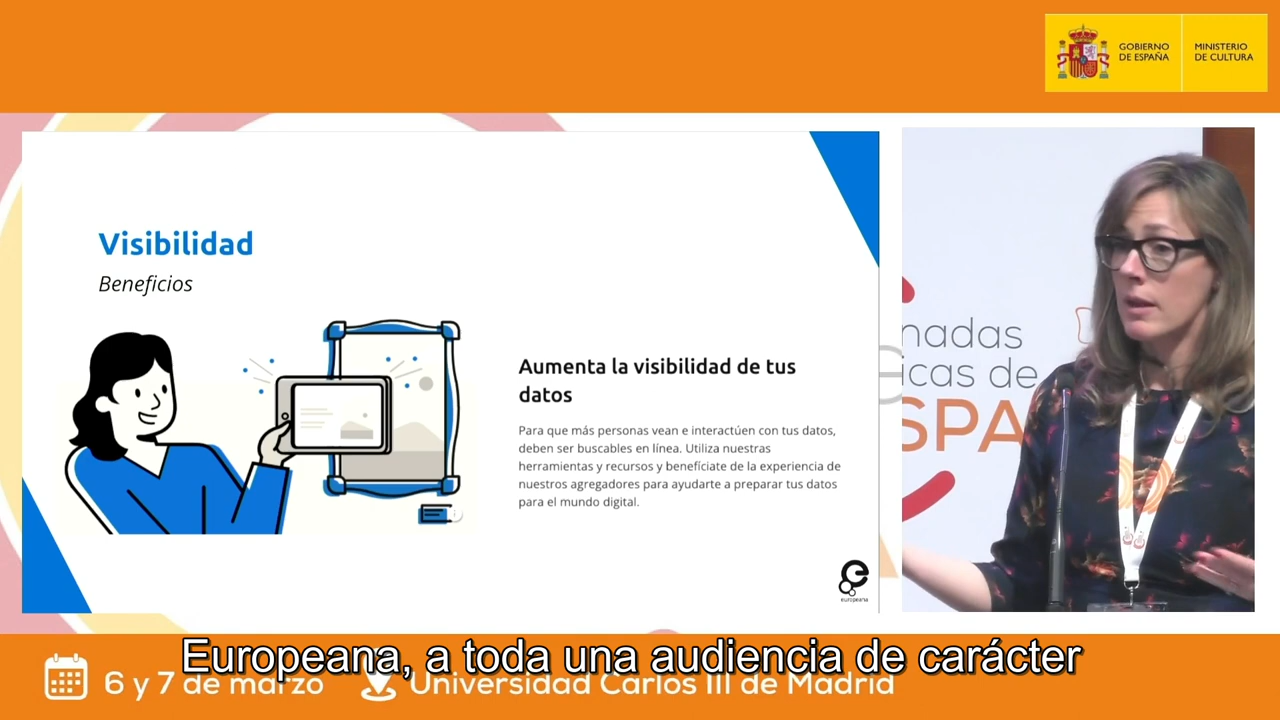 GOBIERNO
DE ESPAÑA
MINISTERIO
DE CULTURA
Visibilidad
Beneficios
Aumenta la visibilidad de tus
datos
Para que más personas vean e interactúen con tus datos,
deben ser buscables en línea. Utiliza nuestras
herramientas y recursos y benefíciate de la experiencia de
nuestros agregadores para ayudarte a preparar tus datos
para el mundo digital.
europeana
nadas
icas de
SPA
Europeana, a toda una audiencia de carácter
6 y 7 de marzo
Universidad Carlos III de Madrid